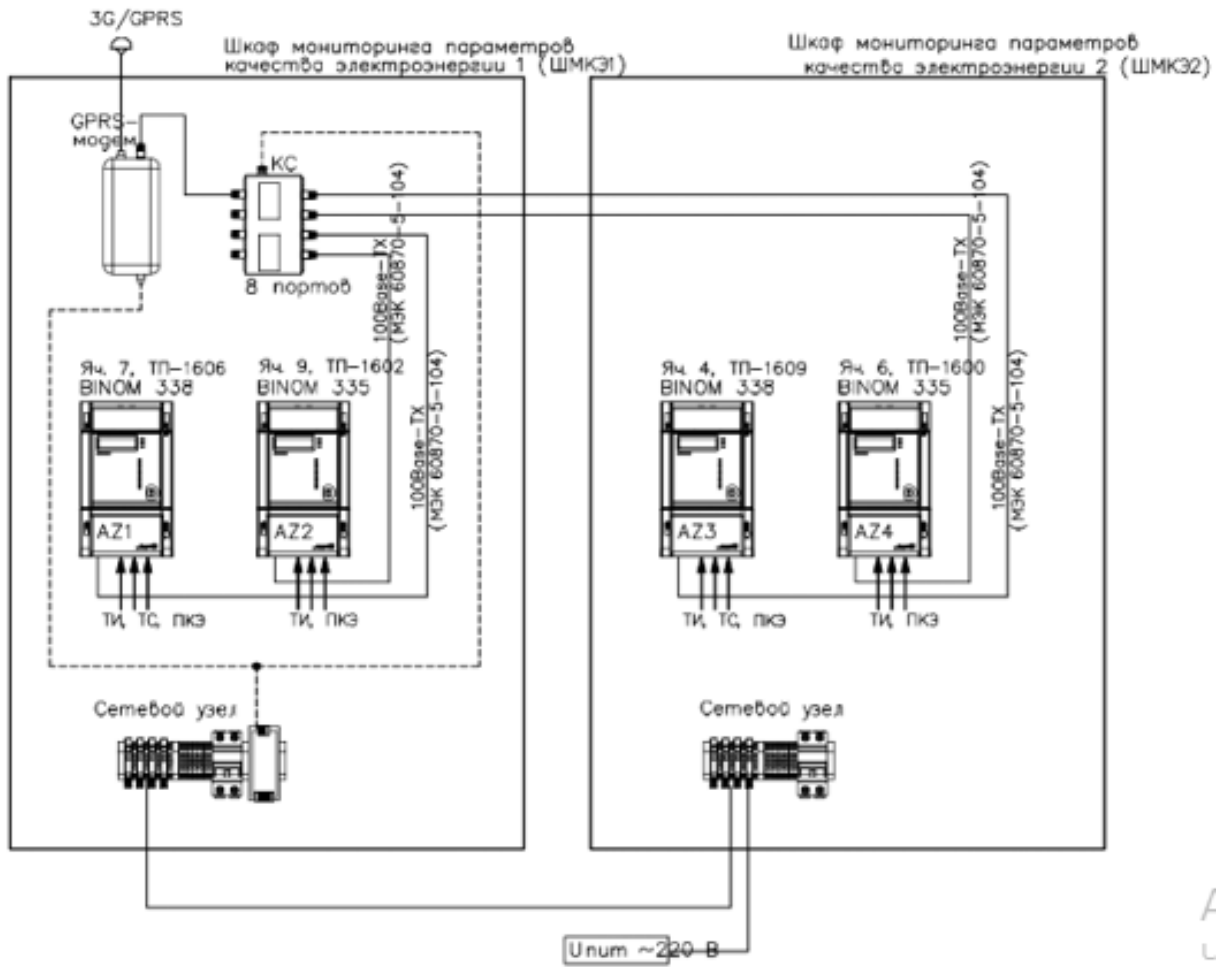 3G/GPRS
Шкаф мониторинга параметров
качества электроэнергии 1 (ШМКЭ1)
Шкаф мониторинга параметров
качества электроэнергии 2 (ШМКЭ2)
GPRS-
модем
КС
8 портов
100Base-TX
(МЭК 60870-5-104)
100Base-TX
(МЭК 60870-5-104)
100Base-TX
(МЭК 60870-5-104)
100Base-TX
(МЭК 60870-5-104)
Яч. 7, ТП-1606
BINOM 338
Яч. 9, ТП-1602
BINOM 335
Яч. 4, ТП-1609
BINOM 338
Яч. 6, ТП-1600
BINOM 335
AZ1
AZ2
AZ3
AZ4
ТИ, ТС, ПКЭ
ТИ, ПКЭ
ТИ, ТС, ПКЭ
ТИ, ПКЭ
Сетевой узел
Сетевой узел
Uпит ~220 В